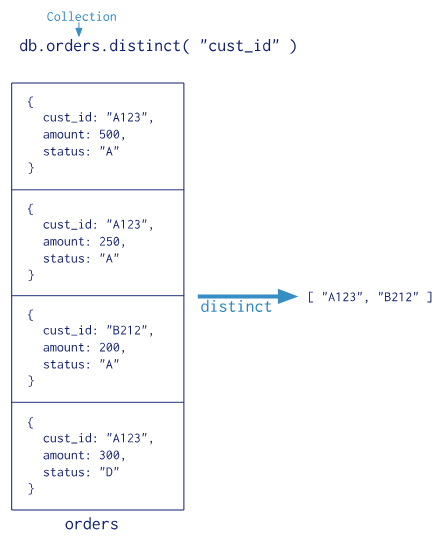 Collection
db.orders.distinct( "cust_id" )
{
cust_id: "A123",
amount: 500,
status: "A"
}
{
cust_id: "A123",
amount: 250,
status: "A"
}
{
cust_id: "B212",
amount: 200,
status: "A"
}
{
cust_id: "A123",
amount: 300,
status: "D"
}
orders
distinct
[ "A123", "B212" ]